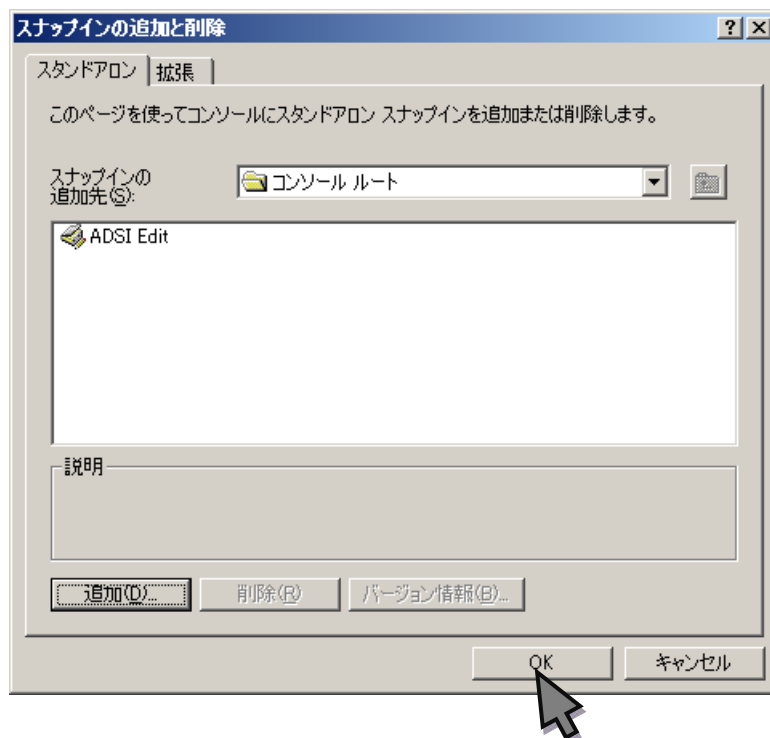 スナップインの追加と削除
スタンドアロン 拡張
このページを使ってコンソールにスタンドアロン スナップインを追加または削除します。
スナップインの
追加先(S):
コンソール ルート
ADSI Edit
説明
追加(D)... 削除(R) バージョン情報(B)...
OK キャンセル